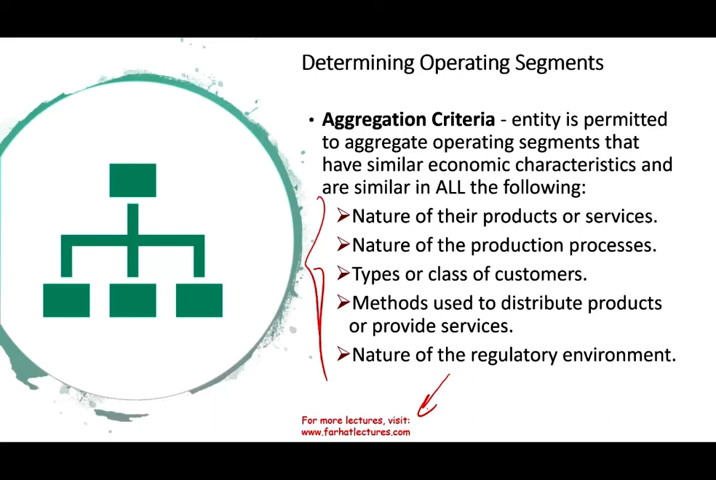 Determining Operating Segments
• Aggregation Criteria - entity is permitted
to aggregate operating segments that
have similar economic characteristics and
are similar in ALL the following:
➢Nature of their products or services.
➢Nature of the production processes.
➢Types or class of customers.
➢Methods used to distribute products
or provide services.
➢Nature of the regulatory environment.
For more lectures, visit:
www.farhatlectures.com